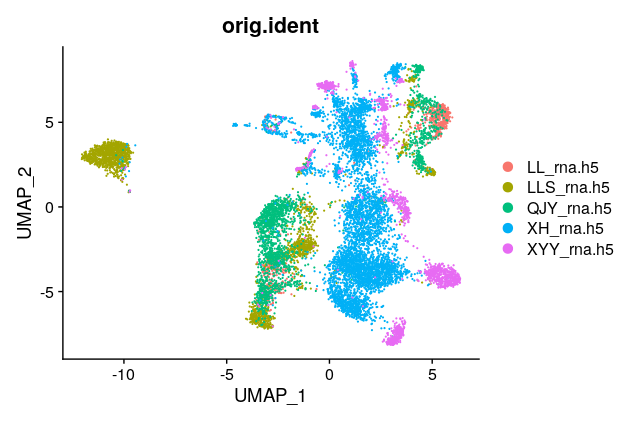 orig.ident
UMAP_2
5
0
-5
-10
-5
0
5
UMAP_1
LL_rna.h5
LLS_rna.h5
QJY_rna.h5
XH_rna.h5
XYY_rna.h5